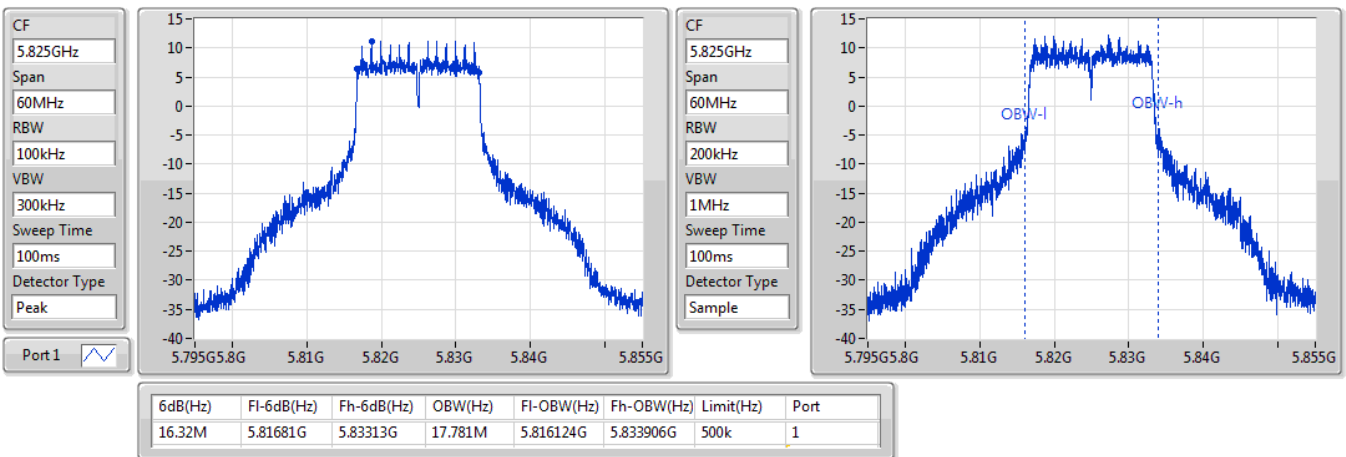 CF
5.825GHz
Span
60MHz
RBW
100kHz
VBW
300kHz
Sweep Time
100ms
Detector Type
Peak
Port 1
15
10
5
0
-5
-10
-15
-20
-25
-30
-35
-40
5.795G 5.8G 5.81G 5.82G 5.83G 5.84G 5.855G
CF
5.825GHz
Span
60MHz
RBW
200kHz
VBW
1MHz
Sweep Time
100ms
Detector Type
Sample
15
10
5
0
-5
-10
-15
-20
-25
-30
-35
-40
OBW-l
OBW-h
5.795G 5.8G 5.81G 5.82G 5.83G 5.84G 5.855G
6dB(Hz) Fl-6dB(Hz) Fh-6dB(Hz) OBW(Hz) Fl-OBW(Hz) Fh-OBW(Hz) Limit(Hz) Port
16.32M 5.81681G 5.83313G 17.781M 5.816124G 5.833906G 500k 1